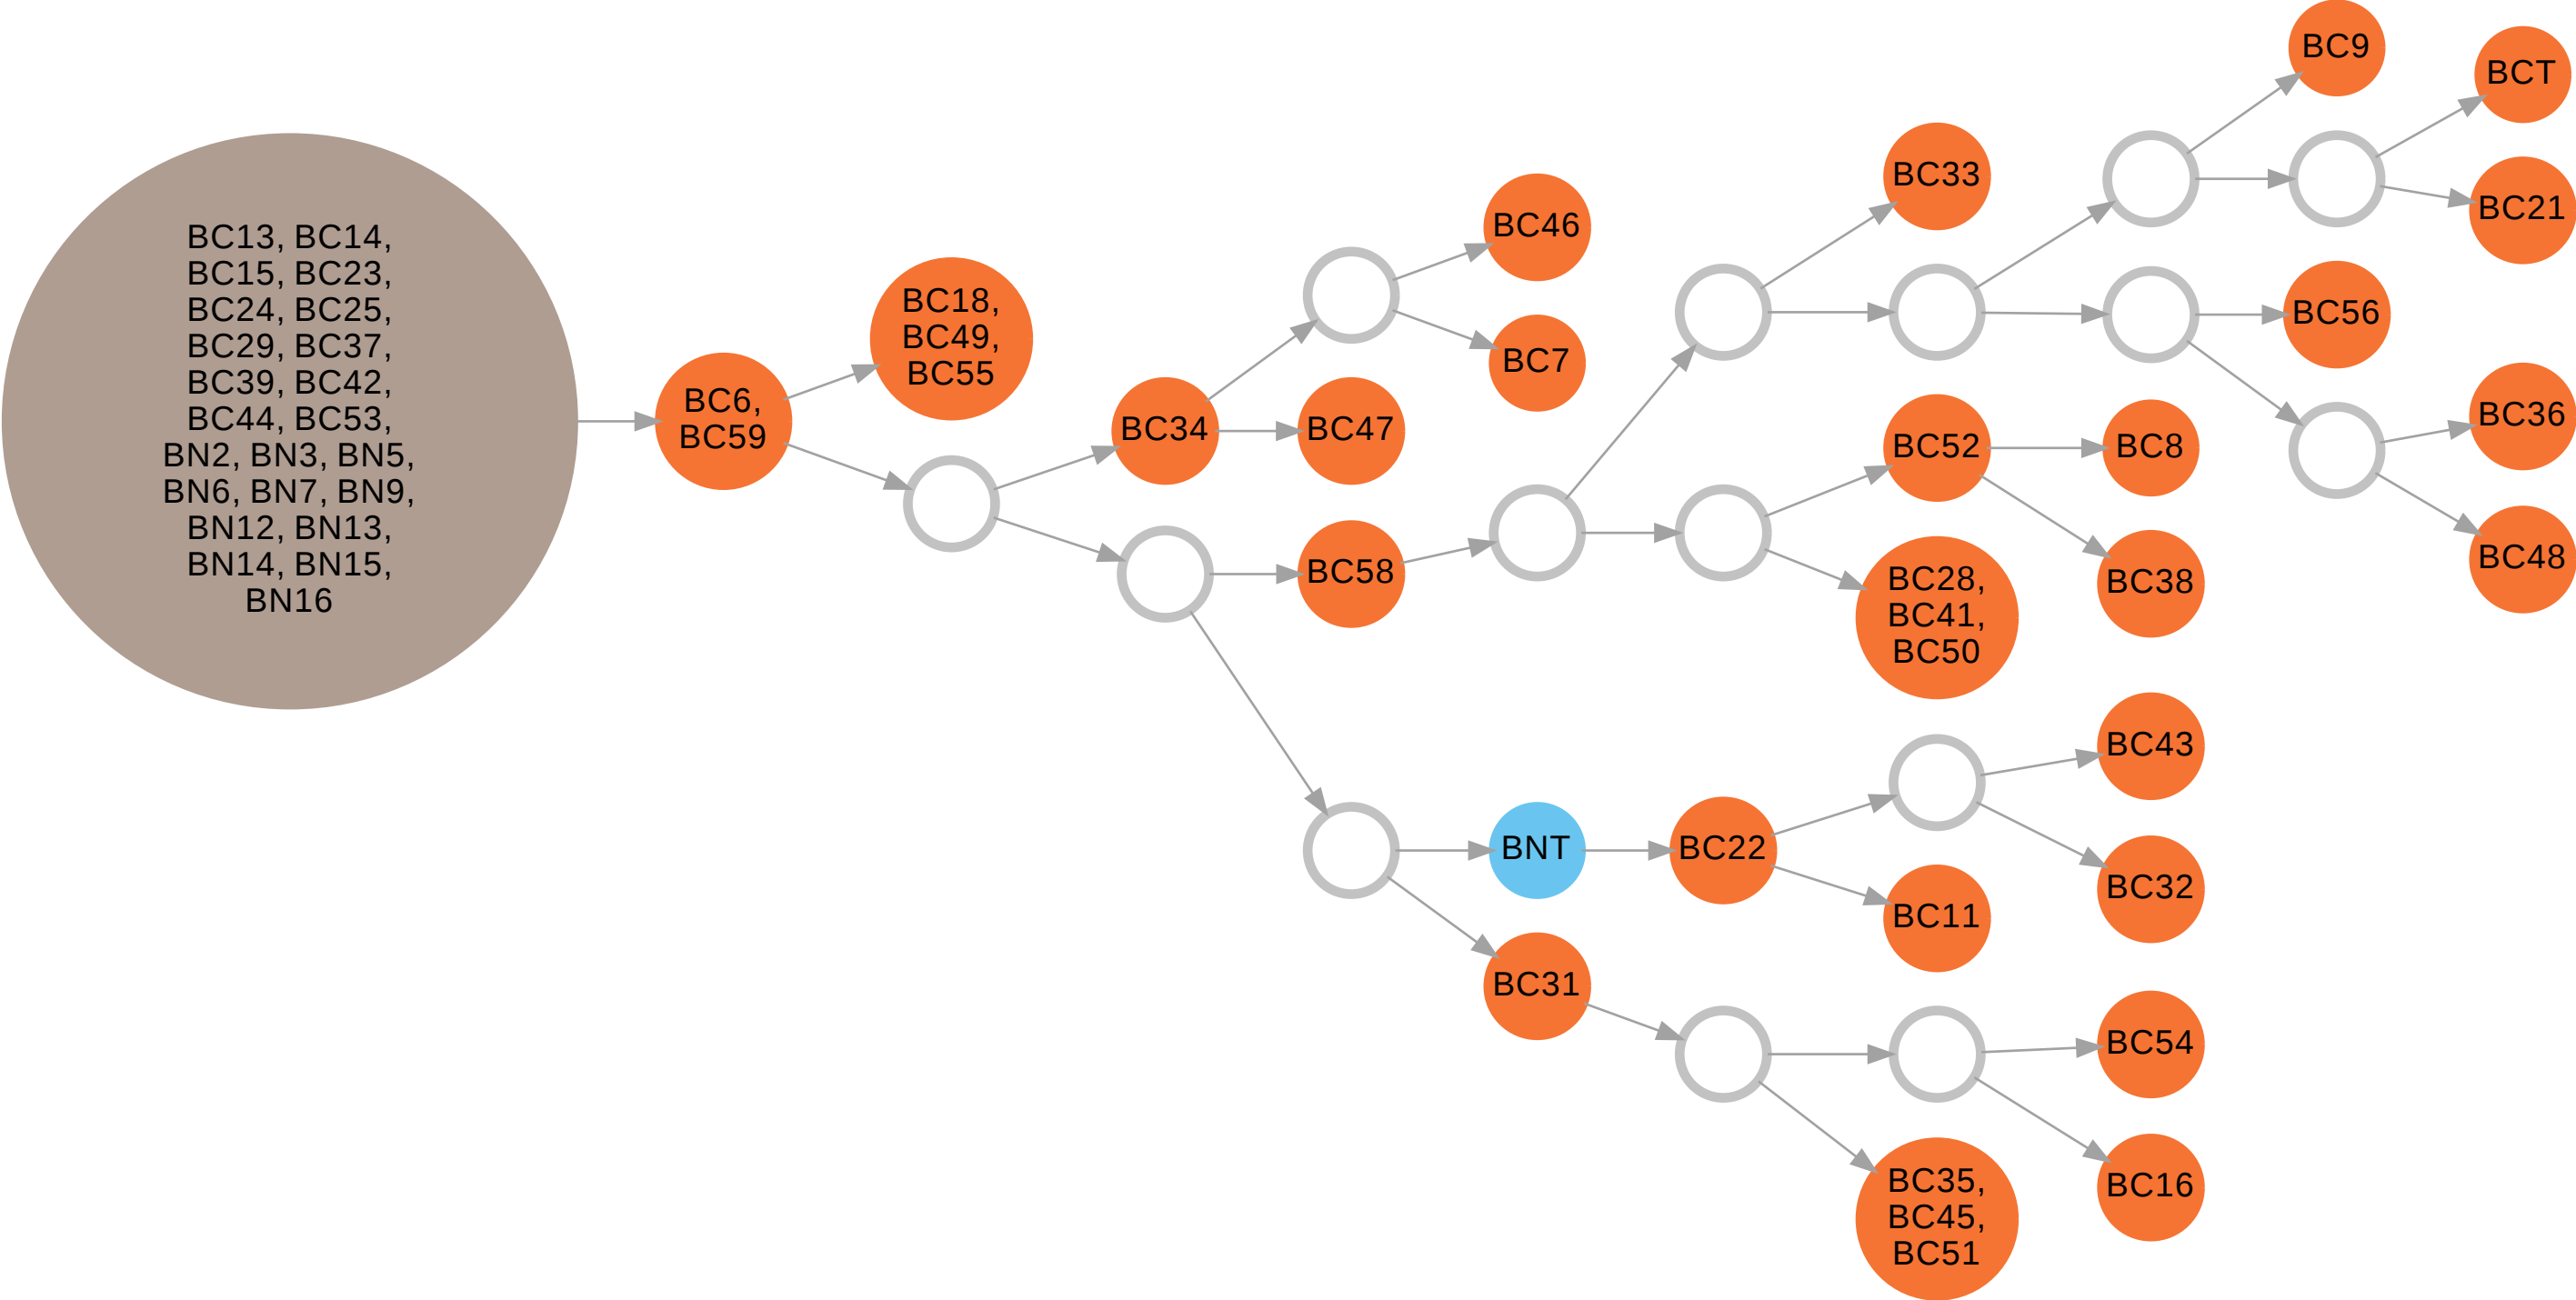 BC13, BC14,
BC15, BC23,
BC24, BC25,
BC29, BC37,
BC39, BC42,
BC44, BC53,
BN2, BN3, BN5,
BN6, BN7, BN9,
BN12, BN13,
BN14, BN15,
BN16
BC6,
BC59
BC18,
BC49,
BC55
BC34
BC46
BC7
BC47
BC58
BC33
BC9
BCT
BC21
BC56
BC36
BC48
BC52
BC8
BC38
BC28,
BC41,
BC50
BNT
BC22
BC43
BC32
BC11
BC31
BC54
BC16
BC35,
BC45,
BC51